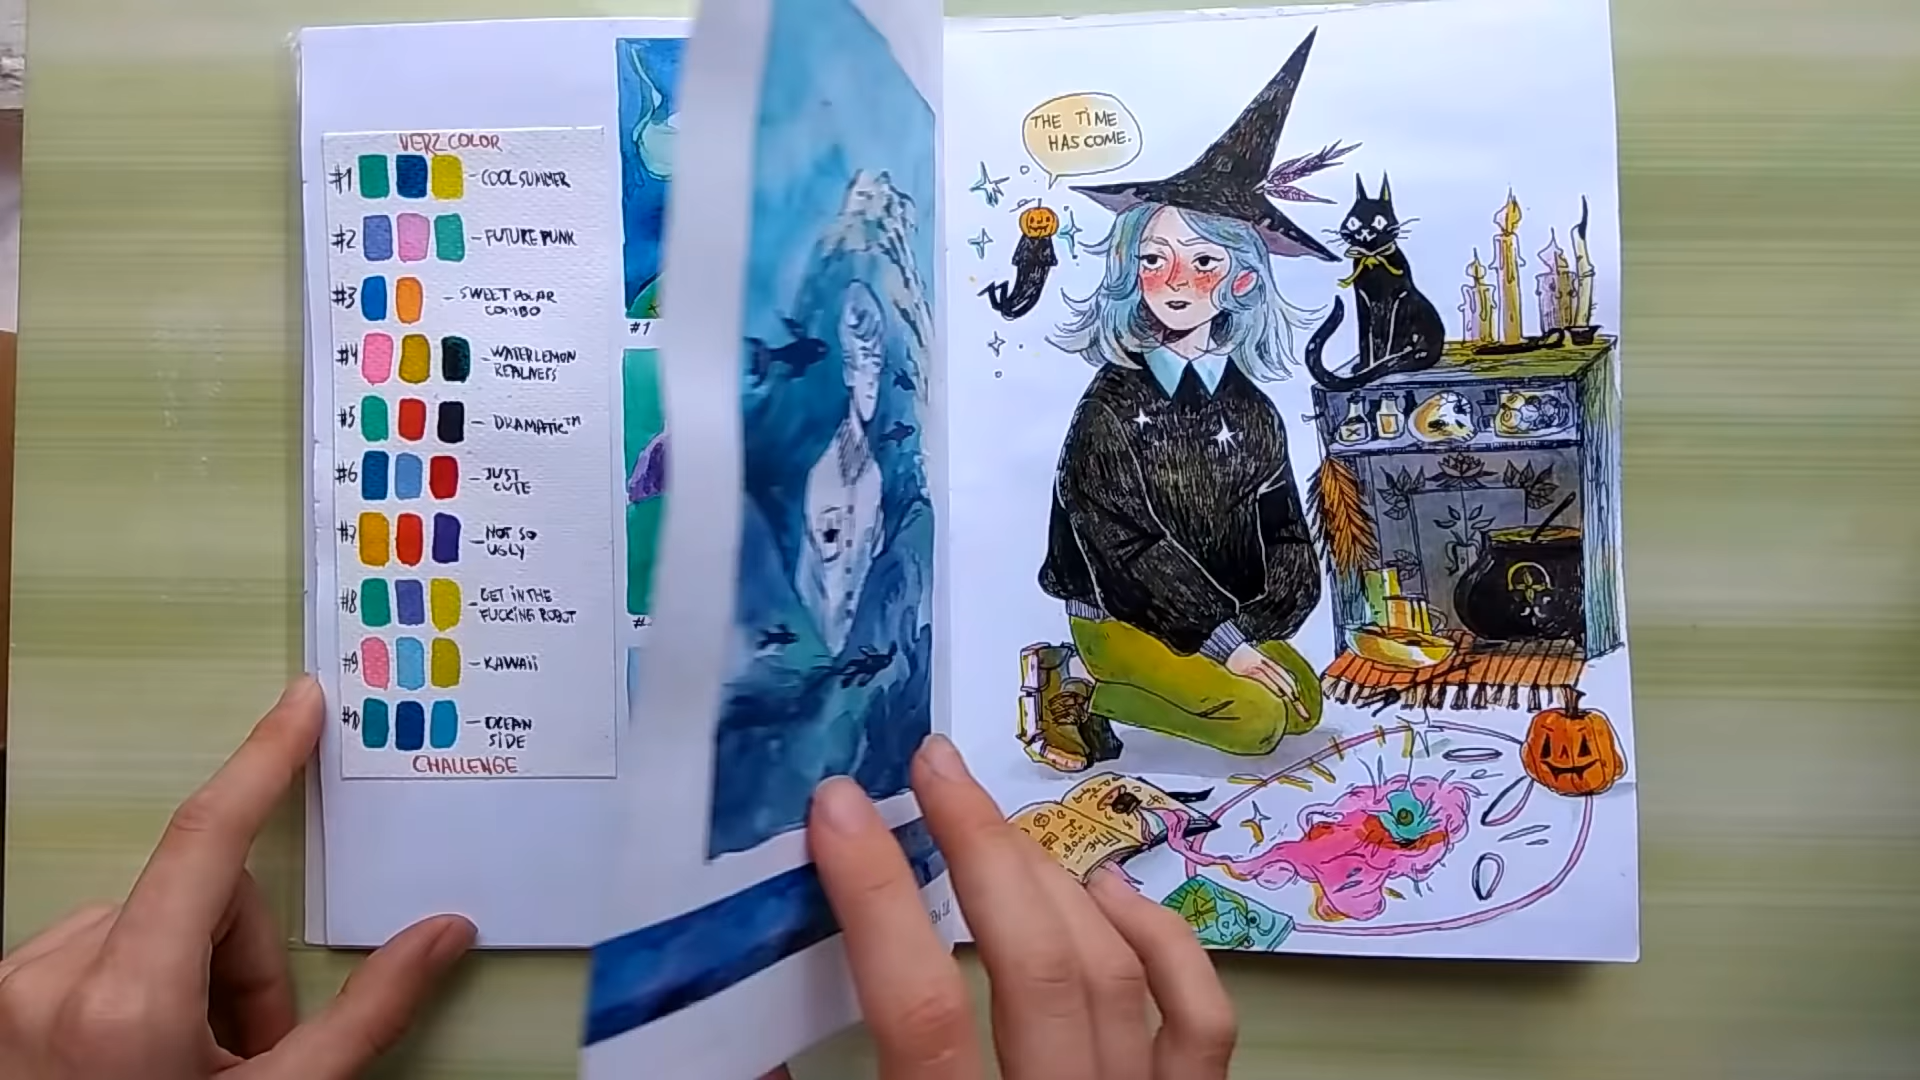 VERZ COLOR
#1 - COOL SUMMER
#2 - FUTURE PUNK
#3 - SWEET POLAR
COMBO
#4 - WATERLEMON
REALNESS
#5 - DRAMATIC™
#6 - JUST
CUTE
#7 - NOT SO
UGLY
#8 - GET IN THE
FUCKING ROBOT
#9 - KAWAII
#10 - OCEAN
SIDE
CHALLENGE
#1
THE TIME
HAS COME.